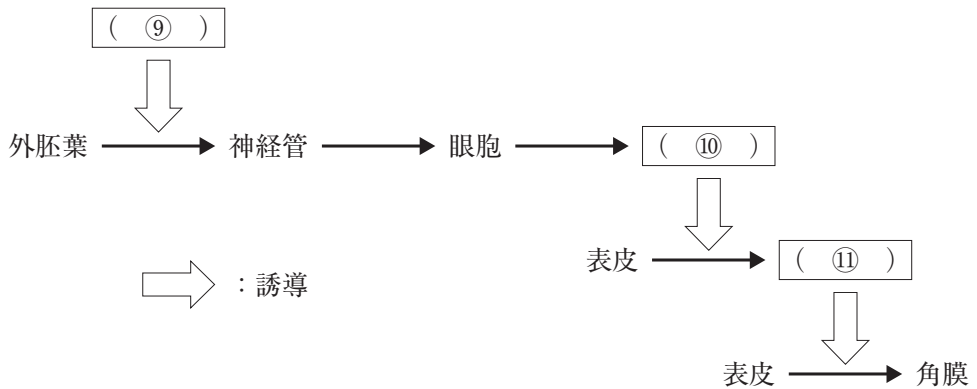 ( ⑨ )
外胚葉 神経管 眼胞 ( ⑩ )
表皮 ( ⑪ )
:誘導
表皮 角膜